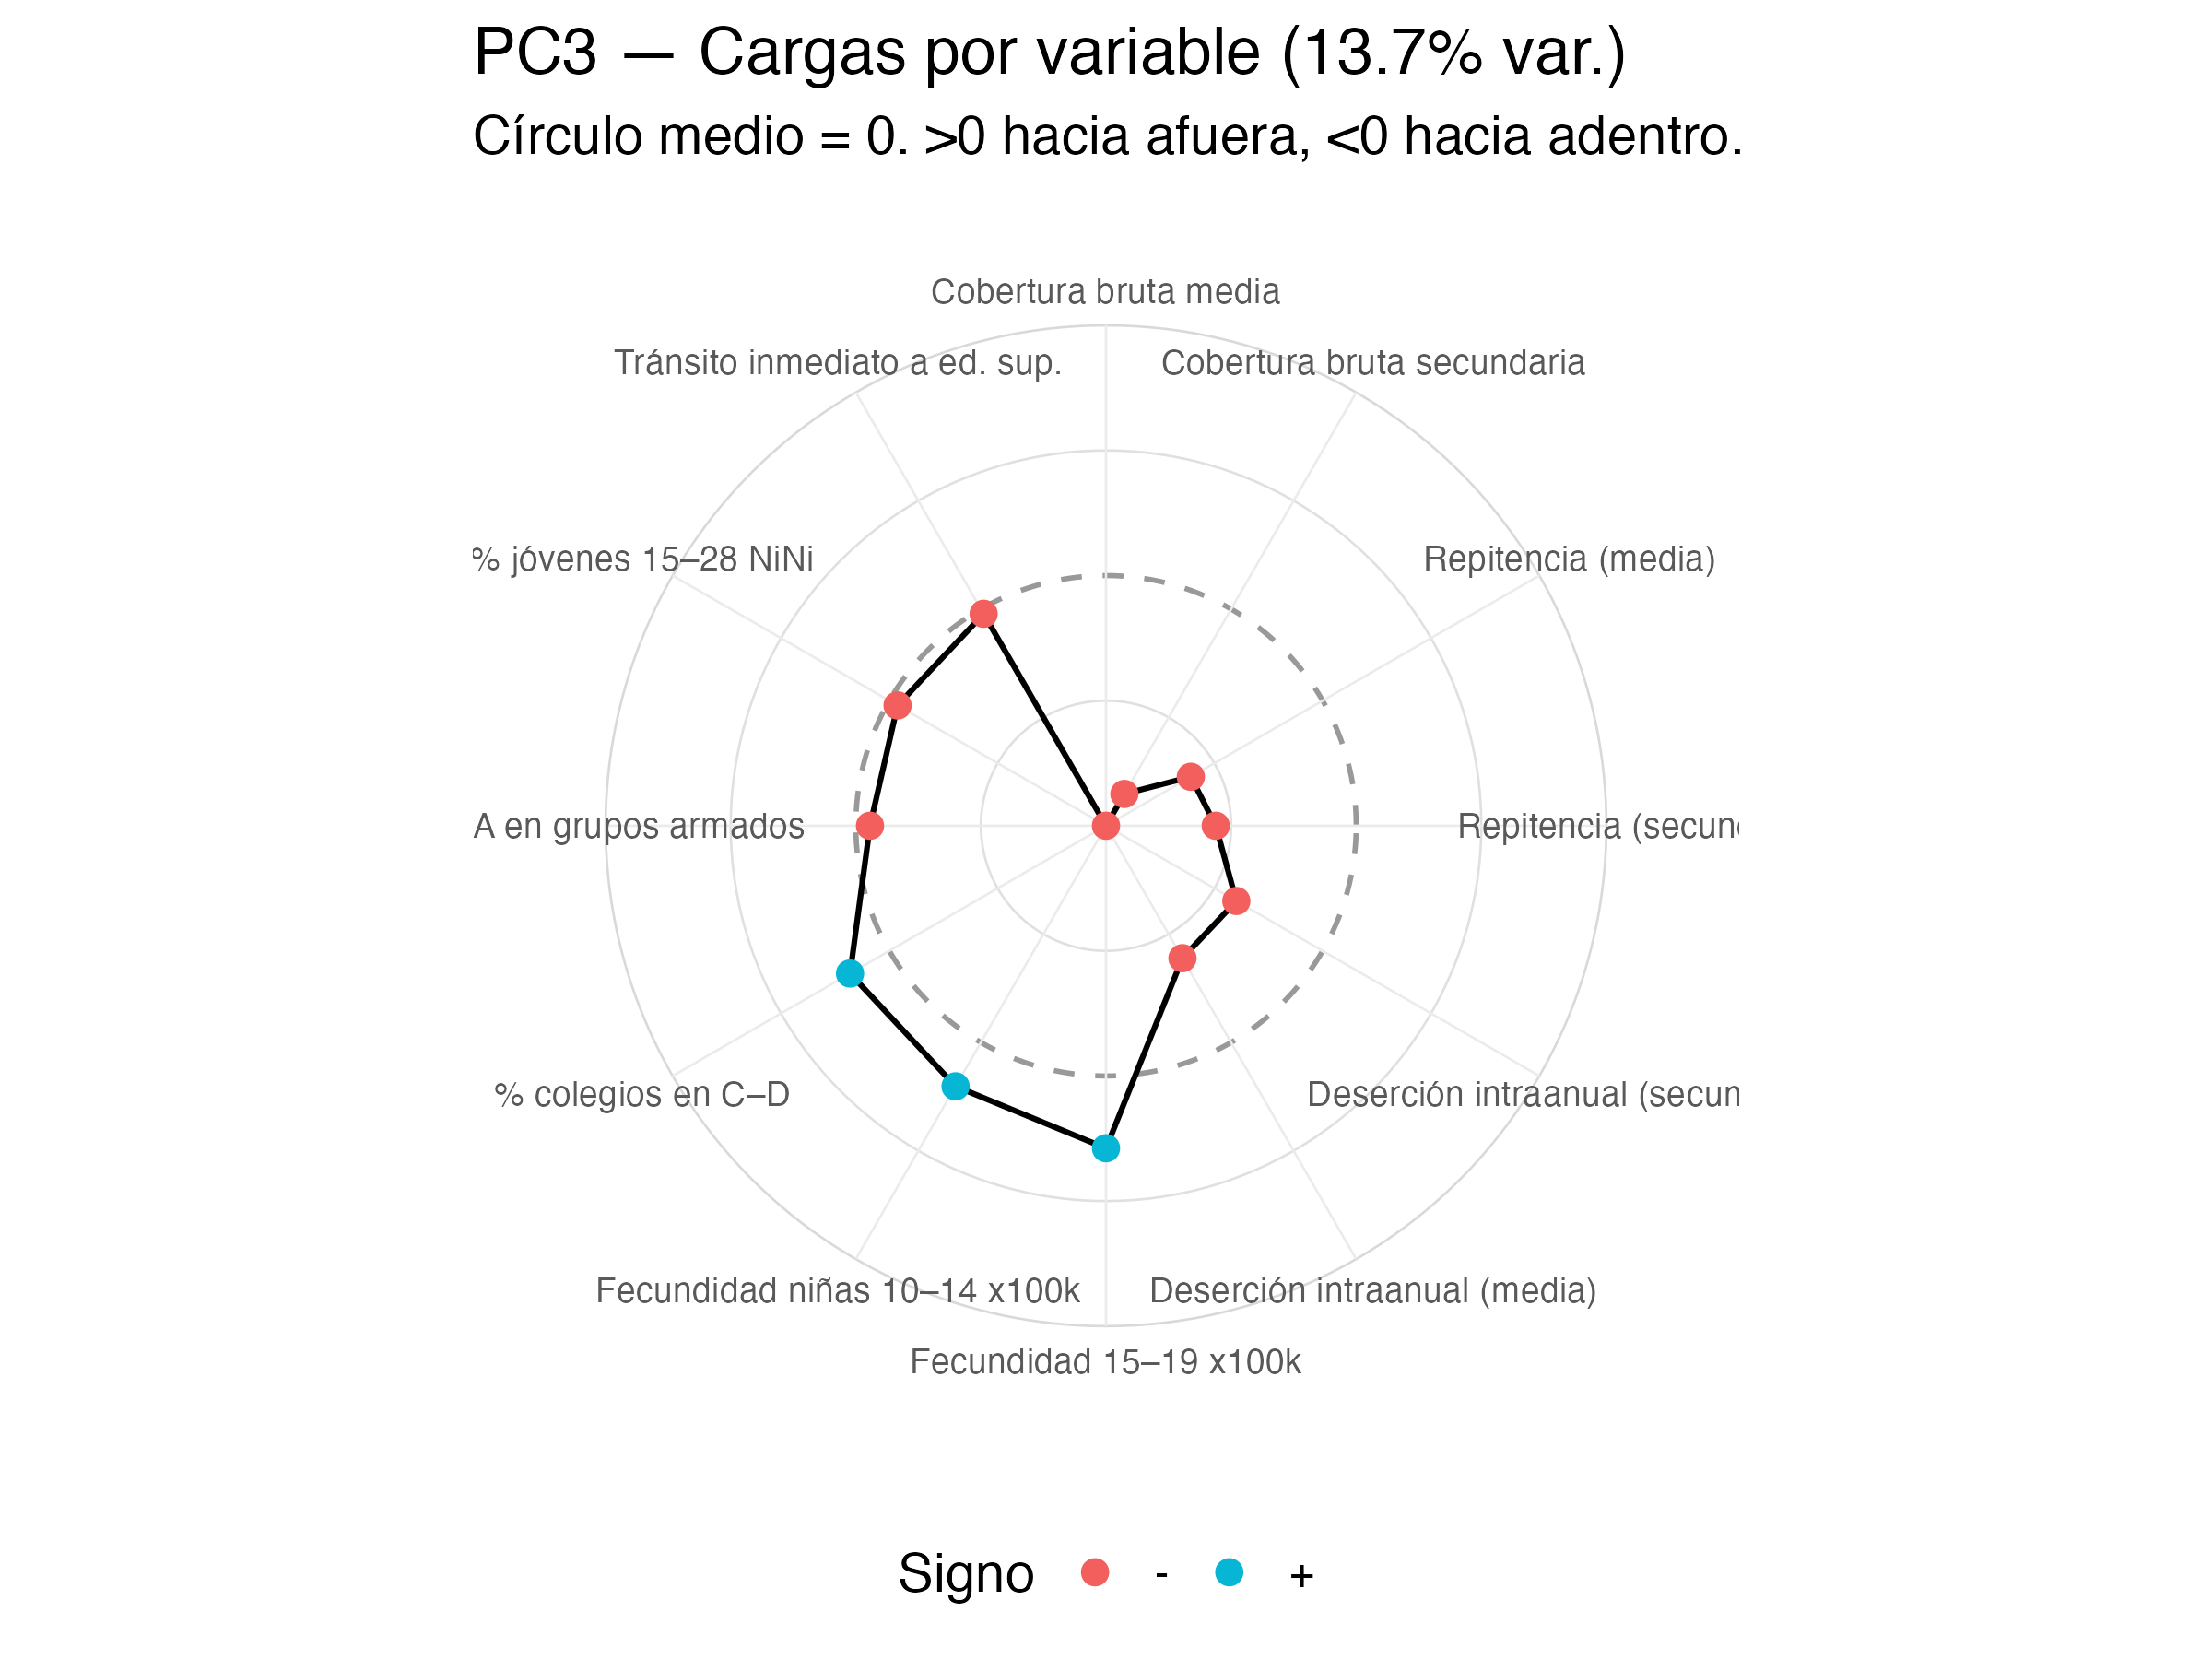 PC3 — Cargas por variable (13.7% var.)
Círculo medio = 0. >0 hacia afuera, <0 hacia adentro.
Cobertura bruta media
Tránsito inmediato a ed. sup.
Cobertura bruta secundaria
% jóvenes 15–28 NiNi
Repitencia (media)
A en grupos armados
Repitencia (secun
% colegios en C–D
Deserción intraanual (secun
Fecundidad niñas 10–14 x100k
Deserción intraanual (media)
Fecundidad 15–19 x100k
Signo - +